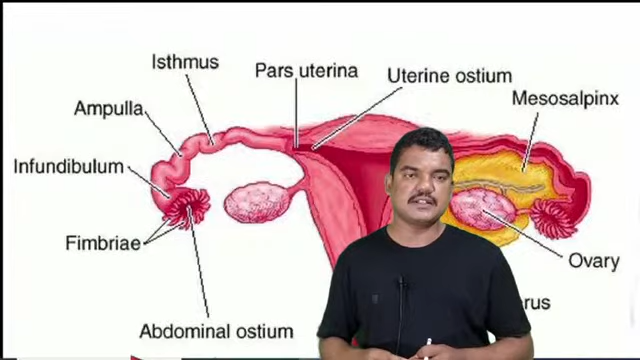 Isthmus
Pars uterina
Uterine ostium
Ampulla
Mesosalpinx
Infundibulum
Fimbriae
Ovary
Abdominal ostium